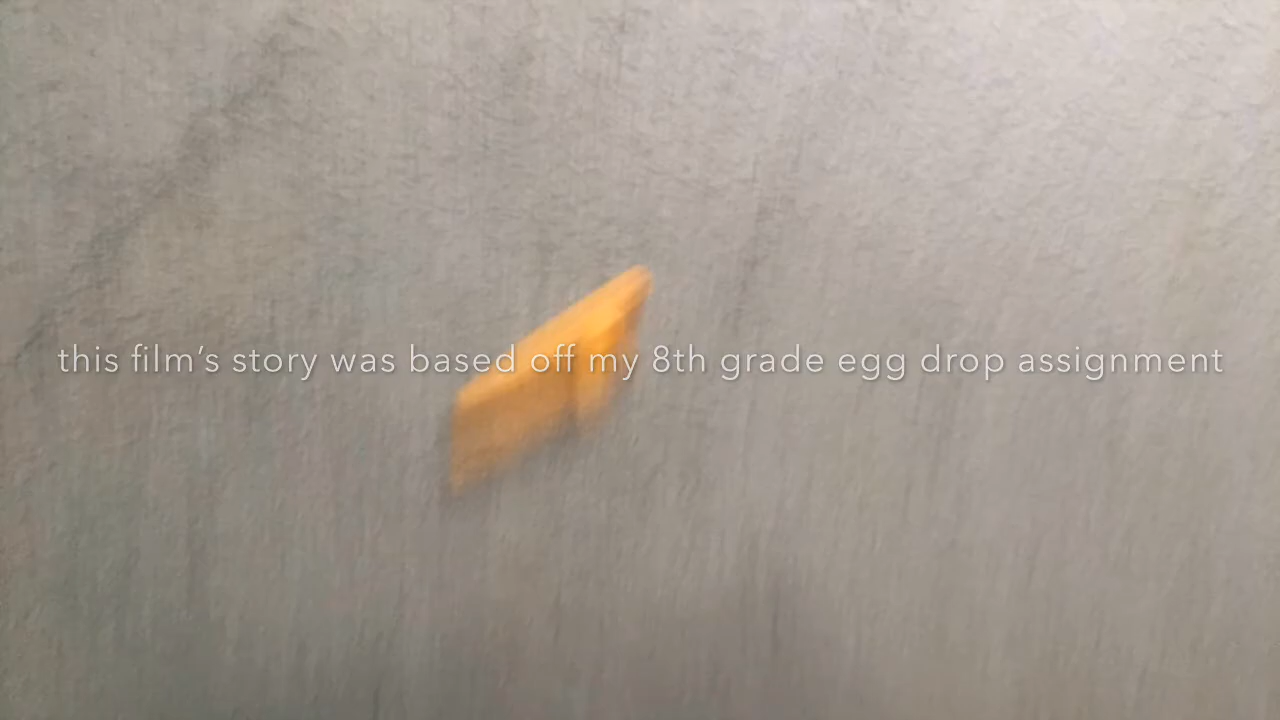 this film’s story was based off my 8th grade egg drop assignment